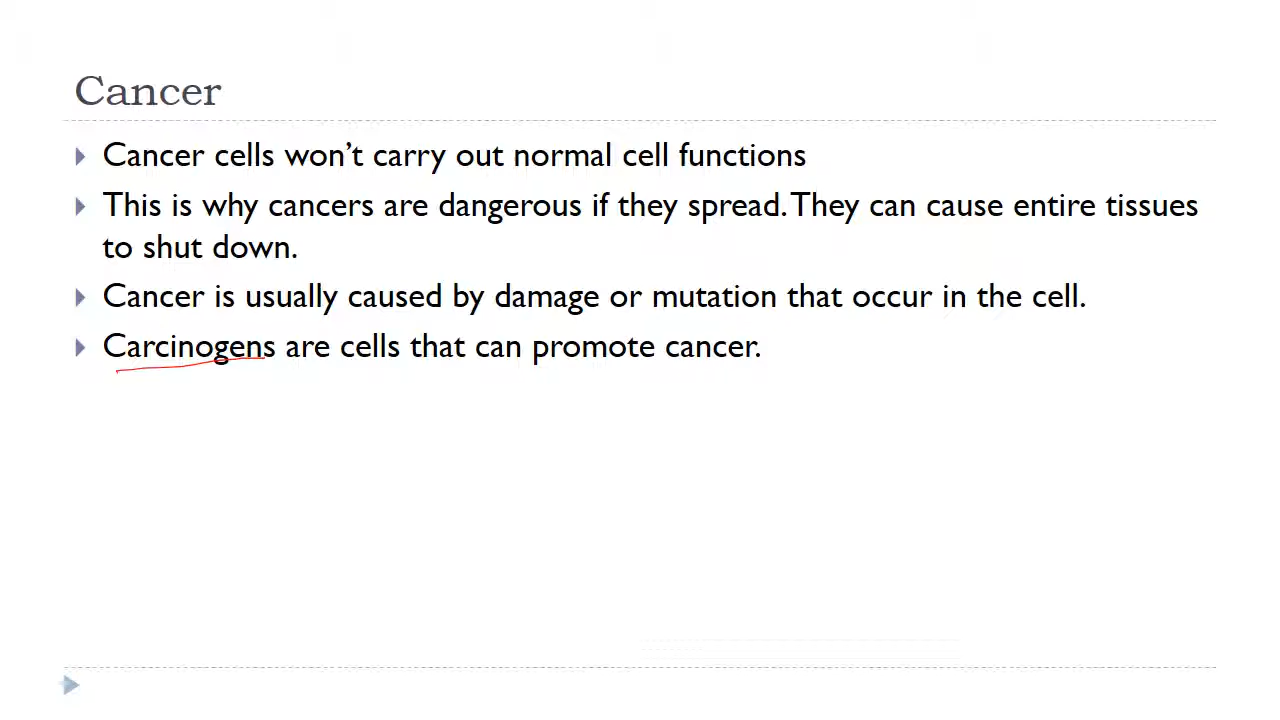 Cancer
Cancer cells won’t carry out normal cell functions
This is why cancers are dangerous if they spread. They can cause entire tissues
to shut down.
Cancer is usually caused by damage or mutation that occur in the cell.
Carcinogens are cells that can promote cancer.